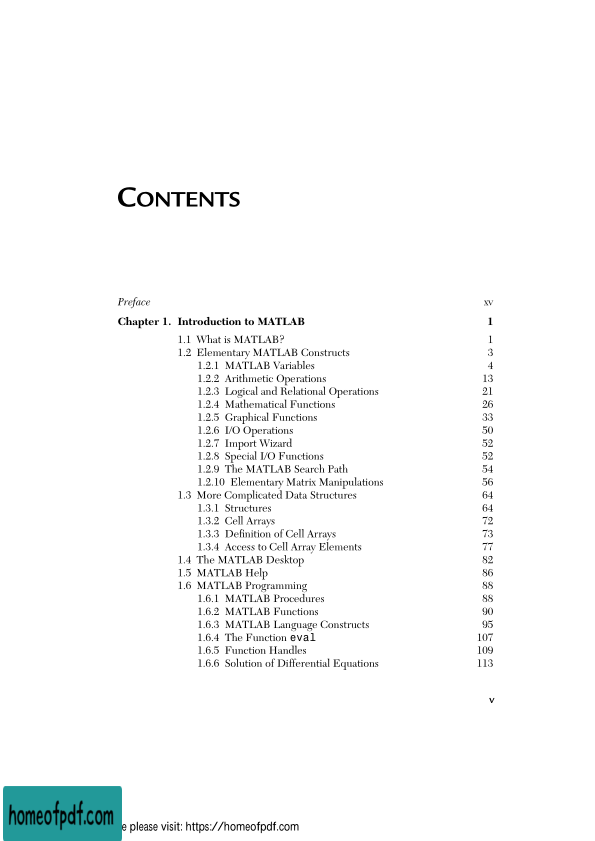 CONTENTS
Preface xv
Chapter 1. Introduction to MATLAB 1
1.1 What is MATLAB? 1
1.2 Elementary MATLAB Constructs 3
1.2.1 MATLAB Variables 4
1.2.2 Arithmetic Operations 13
1.2.3 Logical and Relational Operations 21
1.2.4 Mathematical Functions 26
1.2.5 Graphical Functions 33
1.2.6 I/O Operations 50
1.2.7 Import Wizard 52
1.2.8 Special I/O Functions 52
1.2.9 The MATLAB Search Path 54
1.2.10 Elementary Matrix Manipulations 56
1.3 More Complicated Data Structures 64
1.3.1 Structures 64
1.3.2 Cell Arrays 72
1.3.3 Definition of Cell Arrays 73
1.3.4 Access to Cell Array Elements 77
1.4 The MATLAB Desktop 82
1.5 MATLAB Help 86
1.6 MATLAB Programming 88
1.6.1 MATLAB Procedures 88
1.6.2 MATLAB Functions 90
1.6.3 MATLAB Language Constructs 95
1.6.4 The Function eval 107
1.6.5 Function Handles 109
1.6.6 Solution of Differential Equations 113
v
homeofpdf.com
e please visit: https://homeofpdf.com